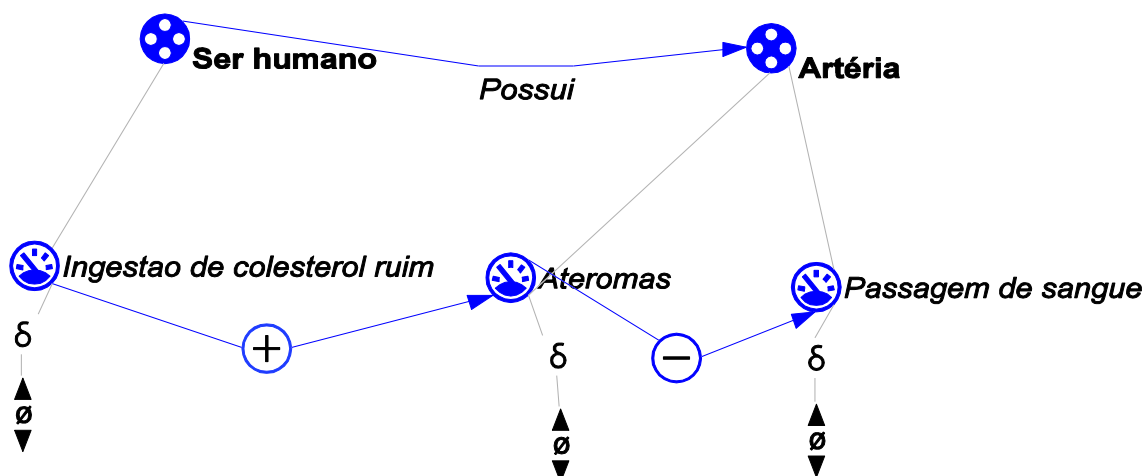 Ser humano
Possui
Artéria
Ingestao de colesterol ruim
Ateromas
Passagem de sangue
+
−
δ
δ
δ
ø
ø
ø